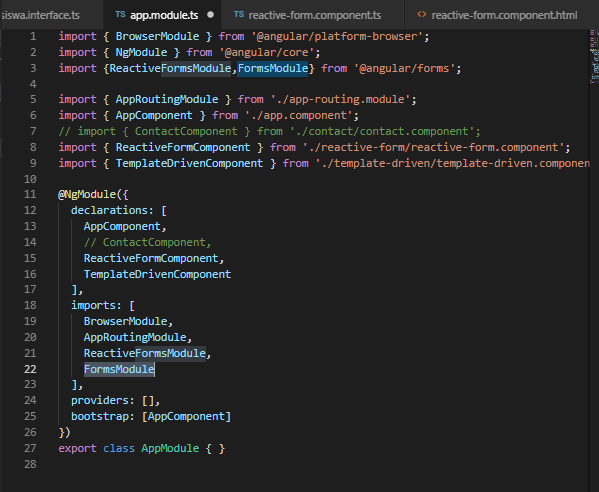 siswa.interface.ts app.module.ts reactive-form.component.ts reactive-form.component.html
1 import { BrowserModule } from '@angular/platform-browser';
2 import { NgModule } from '@angular/core';
3 import {ReactiveFormsModule,FormsModule} from '@angular/forms';
4
5 import { AppRoutingModule } from './app-routing.module';
6 import { AppComponent } from './app.component';
7 // import { ContactComponent } from './contact/contact.component';
8 import { ReactiveFormComponent } from './reactive-form/reactive-form.component';
9 import { TemplateDrivenComponent } from './template-driven/template-driven.component
10
11 @NgModule({
12 declarations: [
13 AppComponent,
14 // ContactComponent,
15 ReactiveFormComponent,
16 TemplateDrivenComponent
17 ],
18 imports: [
19 BrowserModule,
20 AppRoutingModule,
21 ReactiveFormsModule,
22 FormsModule
23 ],
24 providers: [],
25 bootstrap: [AppComponent]
26 })
27 export class AppModule { }
28